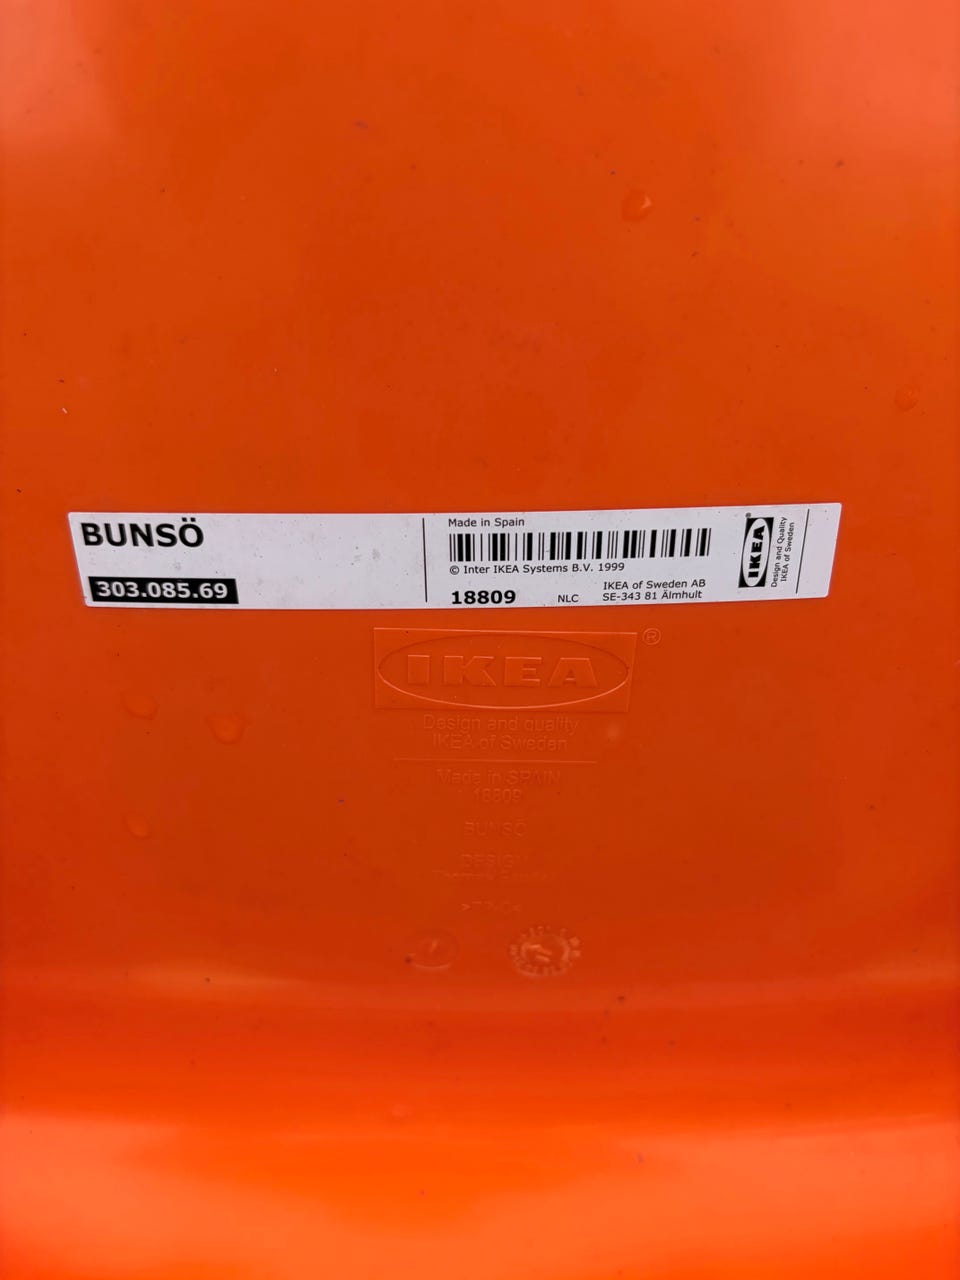 BUNSÖ
303.085.69
Made in Spain
© Inter IKEA Systems B.V. 1999
18809
NLC
IKEA of Sweden AB
SE-343 81 Älmhult
IKEA
®
Design and Quality
IKEA of Sweden
IKEA ®
Design and quality
IKEA of Sweden
Made in SPAIN
18809
BUNSÖ
DESIGN